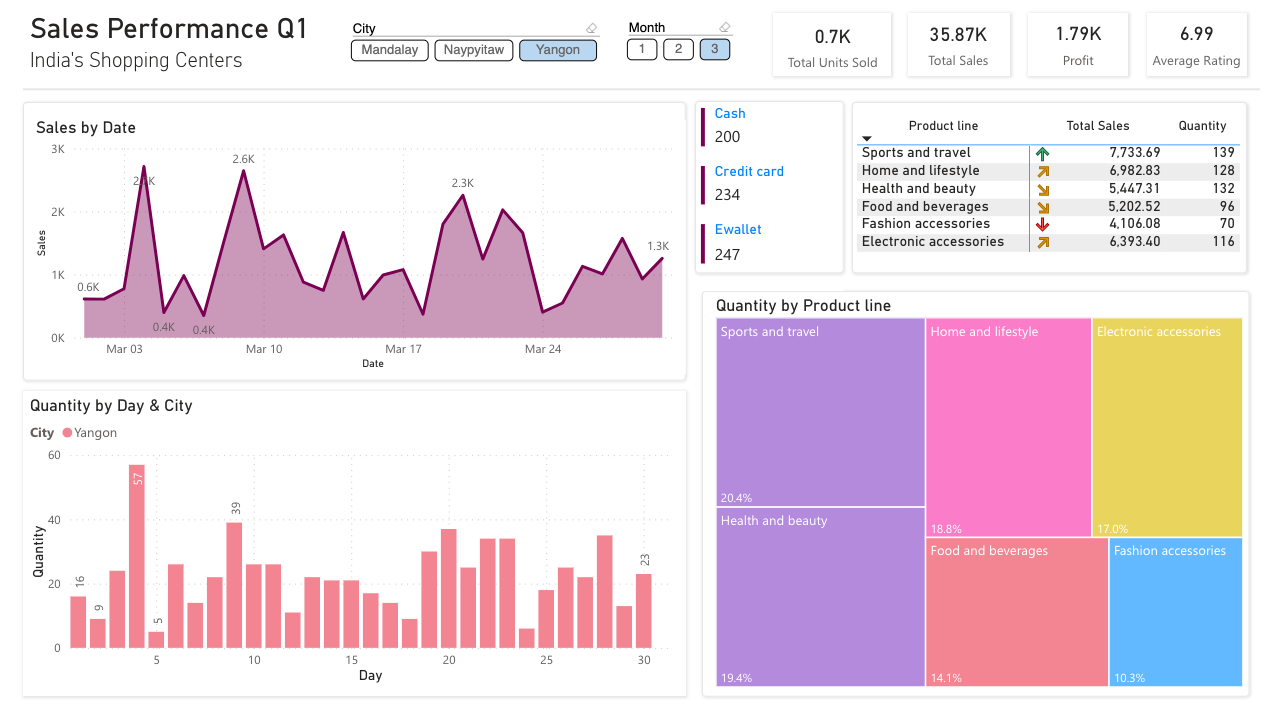 Sales Performance Q1
India's Shopping Centers
City
Mandalay
Naypyitaw
Yangon
Month
1
2
3
0.7K
Total Units Sold
35.87K
Total Sales
1.79K
Profit
6.99
Average Rating
Sales by Date
3K
2K
1K
0K
Sales
0.6K
0.4K
0.4K
2.6K
2.3K
1.3K
Mar 03
Mar 10
Mar 17
Mar 24
Date
Cash
200
Credit card
234
Ewallet
247
Product line Total Sales Quantity
Sports and travel 7,733.69 139
Home and lifestyle 6,982.83 128
Health and beauty 5,447.31 132
Food and beverages 5,202.52 96
Fashion accessories 4,106.08 70
Electronic accessories 6,393.40 116
Quantity by Day & City
City Yangon
60
40
20
0
Quantity
16
9
57
5
39
23
5
10
15
20
25
30
Day
Quantity by Product line
Sports and travel
20.4%
Home and lifestyle
18.8%
Electronic accessories
17.0%
Health and beauty
19.4%
Food and beverages
14.1%
Fashion accessories
10.3%